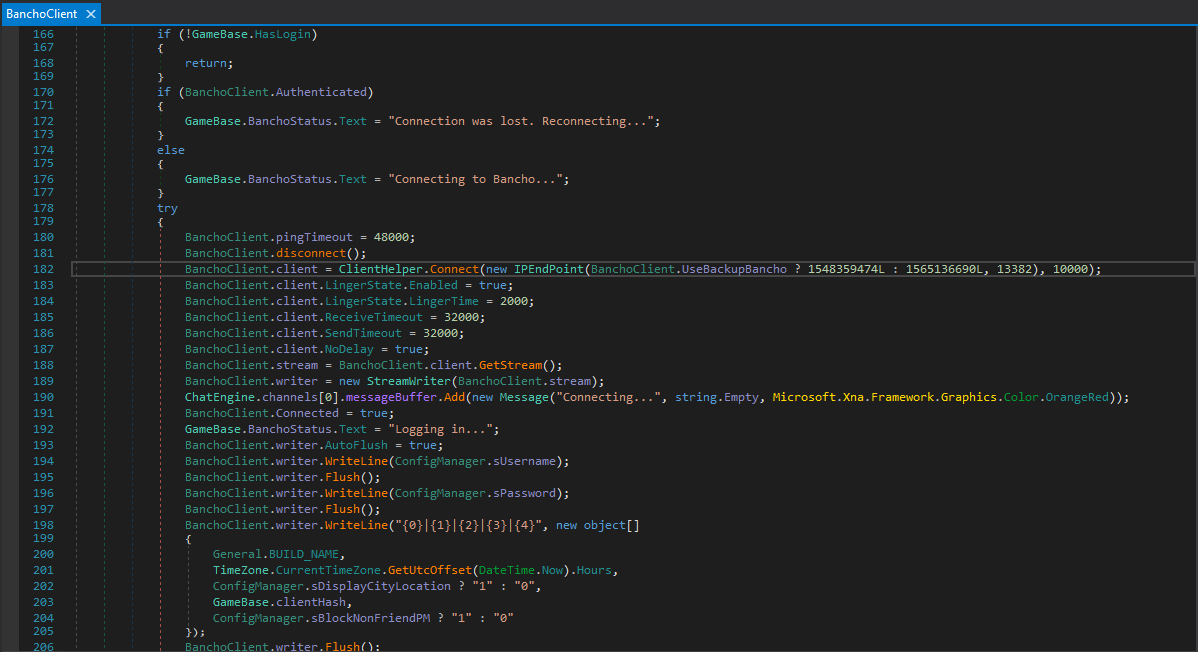 BanchoClient ✕
166 if (!GameBase.HasLogin)
167 {
168 return;
169 }
170 if (BanchoClient.Authenticated)
171 {
172 GameBase.BanchoStatus.Text = "Connection was lost. Reconnecting...";
173 }
174 else
175 {
176 GameBase.BanchoStatus.Text = "Connecting to Bancho...";
177 }
178 try
179 {
180 BanchoClient.pingTimeout = 48000;
181 BanchoClient.disconnect();
182 BanchoClient.client = ClientHelper.Connect(new IPEndPoint(BanchoClient.UseBackupBancho ? 1548359474L : 1565136690L, 13382), 10000);
183 BanchoClient.client.LingerState.Enabled = true;
184 BanchoClient.client.LingerState.LingerTime = 2000;
185 BanchoClient.client.ReceiveTimeout = 32000;
186 BanchoClient.client.SendTimeout = 32000;
187 BanchoClient.client.NoDelay = true;
188 BanchoClient.stream = BanchoClient.client.GetStream();
189 BanchoClient.writer = new StreamWriter(BanchoClient.stream);
190 ChatEngine.channels[0].messageBuffer.Add(new Message("Connecting...", string.Empty, Microsoft.Xna.Framework.Graphics.Color.OrangeRed));
191 BanchoClient.Connected = true;
192 GameBase.BanchoStatus.Text = "Logging in...";
193 BanchoClient.writer.AutoFlush = true;
194 BanchoClient.writer.WriteLine(ConfigManager.sUsername);
195 BanchoClient.writer.Flush();
196 BanchoClient.writer.WriteLine(ConfigManager.sPassword);
197 BanchoClient.writer.Flush();
198 BanchoClient.writer.WriteLine("{0}|{1}|{2}|{3}|{4}", new object[]
199 {
200 General.BUILD_NAME,
201 TimeZone.CurrentTimeZone.GetUtcOffset(DateTime.Now).Hours,
202 ConfigManager.sDisplayCityLocation ? "1" : "0",
203 GameBase.clientHash,
204 ConfigManager.sBlockNonFriendPM ? "1" : "0"
205 });
206 BanchoClient.writer.Flush();